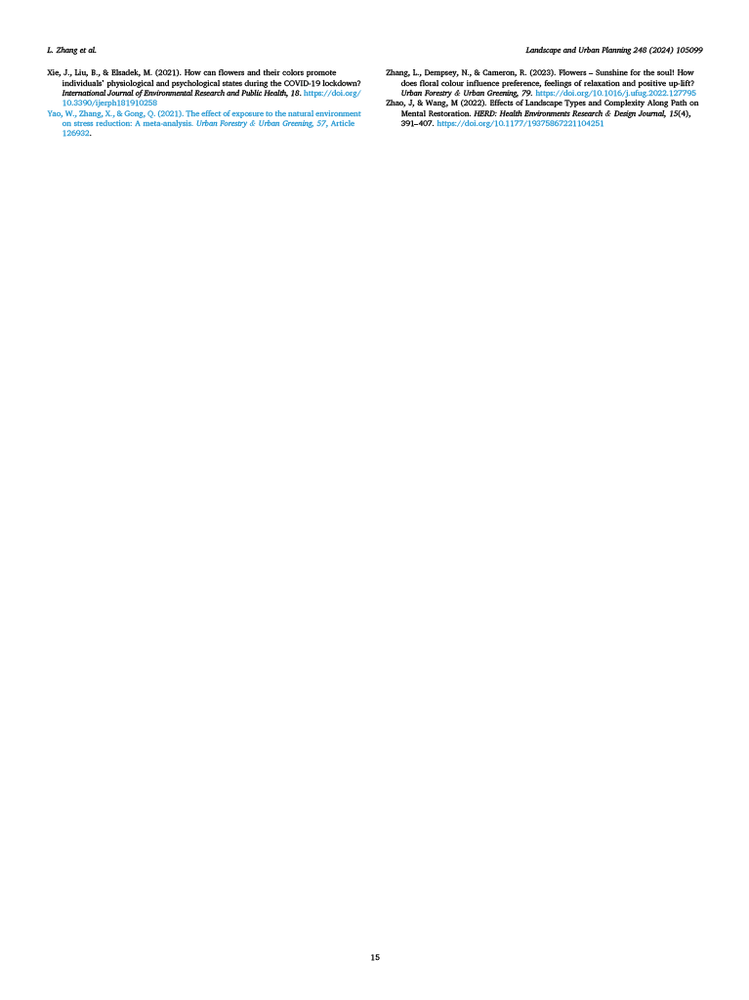 L. Zhang et al.
Landscape and Urban Planning 248 (2024) 105099
Xie, J., Liu, B., & Elsadek, M. (2021). How can flowers and their colors promote
individuals’ physiological and psychological states during the COVID-19 lockdown?
International Journal of Environmental Research and Public Health, 18. https://doi.org/
10.3390/ijerph181910258
Yao, W., Zhang, X., & Gong, Q. (2021). The effect of exposure to the natural environment
on stress reduction: A meta-analysis. Urban Forestry & Urban Greening, 57, Article
126932.
Zhang, L., Dempsey, N., & Cameron, R. (2023). Flowers – Sunshine for the soul! How
does floral colour influence preference, feelings of relaxation and positive up-lift?
Urban Forestry & Urban Greening, 79. https://doi.org/10.1016/j.ufug.2022.127795
Zhao, J, & Wang, M (2022). Effects of Landscape Types and Complexity Along Path on
Mental Restoration. HERD: Health Environments Research & Design Journal, 15(4),
391–407. https://doi.org/10.1177/19375867221104251
15